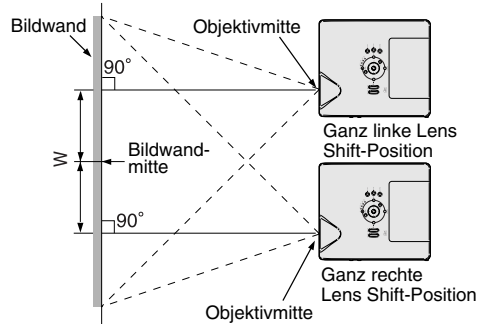 Bildwand
Objektivmitte
90°
Ganz linke Lens
Shift-Position
W
Bildwand-
mitte
90°
Ganz rechte
Lens Shift-Position
Objektivmitte